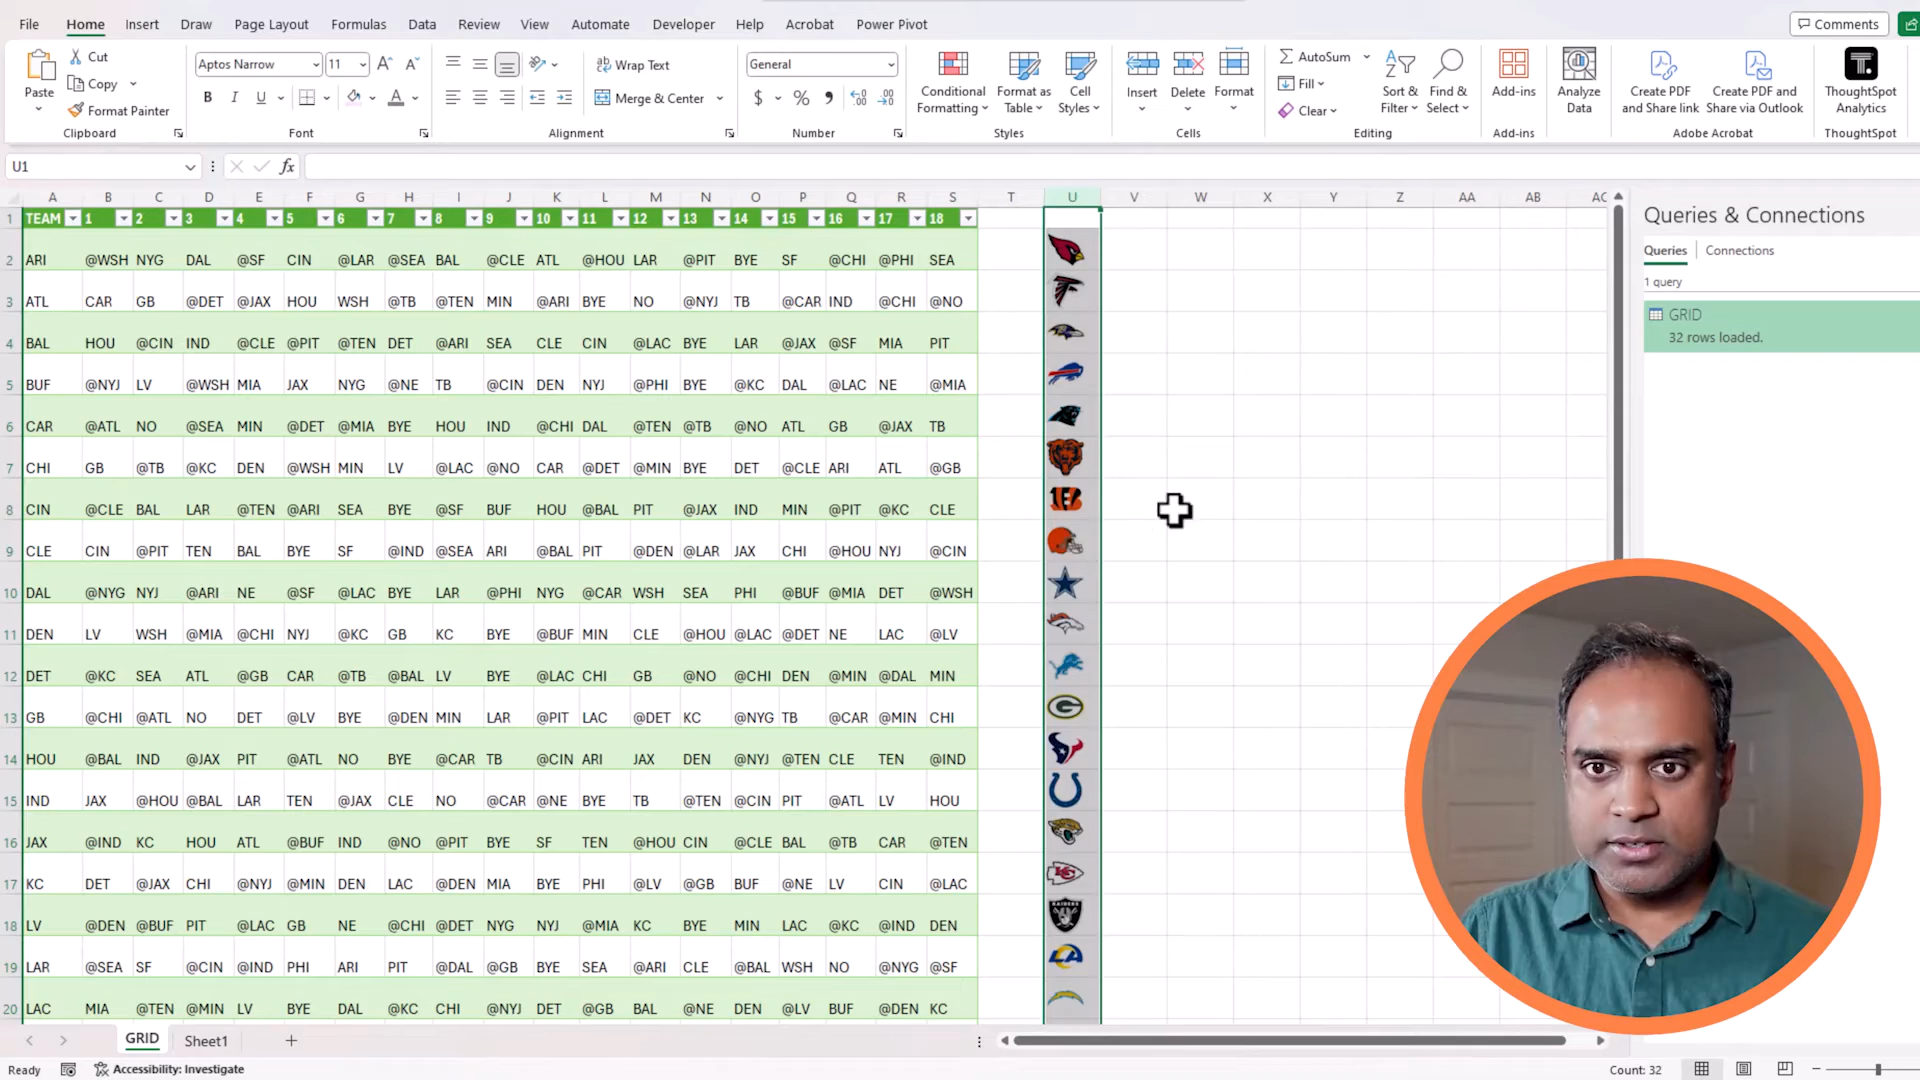 File Home Insert Draw Page Layout Formulas Data Review View Automate Developer Help Acrobat Power Pivot Comments
Paste Cut Copy Format Painter Clipboard
Aptos Narrow 11 B I U Font
Wrap Text Merge & Center Alignment
General $ % Number
Conditional Formatting Format as Table Cell Styles Styles
Insert Delete Format Cells
AutoSum Fill Clear Sort & Filter Find & Select Editing
Add-ins Add-ins
Analyze Data
Create PDF and Share link Create PDF and Share via Outlook Adobe Acrobat
ThoughtSpot Analytics ThoughtSpot
U1 fx
A B C D E F G H I J K L M N O P Q R S T U V W X Y Z AA AB AC
1 TEAM 1 2 3 4 5 6 7 8 9 10 11 12 13 14 15 16 17 18
2 ARI @WSH NYG DAL @SF CIN @LAR @SEA BAL @CLE ATL @HOU LAR @PIT BYE SF @CHI @PHI SEA
3 ATL CAR GB @DET @JAX HOU WSH @TB @TEN MIN @ARI BYE NO @NYJ TB @CAR IND @CHI @NO
4 BAL HOU @CIN IND @CLE @PIT @TEN DET @ARI SEA CLE CIN @LAC BYE LAR @JAX @SF MIA PIT
5 BUF @NYJ LV @WSH MIA JAX NYG @NE TB @CIN DEN NYJ @PHI BYE @KC DAL @LAC NE @MIA
6 CAR @ATL NO @SEA MIN @DET @MIA BYE HOU IND @CHI DAL @TEN @TB @NO ATL GB @JAX TB
7 CHI GB @TB @KC DEN @WSH MIN LV @LAC @NO CAR @DET @MIN BYE DET @CLE ARI ATL @GB
8 CIN @CLE BAL LAR @TEN @ARI SEA BYE @SF BUF HOU @BAL PIT @JAX IND MIN @PIT @KC CLE
9 CLE CIN @PIT TEN BAL BYE SF @IND @SEA ARI @BAL PIT @DEN @LAR JAX CHI @HOU NYJ @CIN
10 DAL @NYG NYJ @ARI NE @SF @LAC BYE LAR @PHI NYG @CAR WSH SEA PHI @BUF @MIA DET @WSH
11 DEN LV WSH @MIA @CHI NYJ @KC GB KC BYE @BUF MIN CLE @HOU @LAC @DET NE LAC @LV
12 DET @KC SEA ATL @GB CAR @TB @BAL LV BYE @LAC CHI GB @NO @CHI DEN @MIN @DAL MIN
13 GB @CHI @ATL NO DET @LV BYE @DEN MIN LAR @PIT LAC @DET KC @NYG TB @CAR @MIN CHI
14 HOU @BAL IND @JAX PIT @ATL NO BYE @CAR TB @CIN ARI JAX DEN @NYJ @TEN CLE TEN @IND
15 IND JAX @HOU @BAL LAR TEN @JAX CLE NO @CAR @NE BYE TB @TEN @CIN PIT @ATL LV HOU
16 JAX @IND KC HOU ATL @BUF IND @NO @PIT BYE SF TEN @HOU CIN @CLE BAL @TB CAR @TEN
17 KC DET @JAX CHI @NYJ @MIN DEN LAC @DEN MIA BYE PHI @LV @GB BUF @NE LV CIN @LAC
18 LV @DEN @BUF PIT @LAC GB NE @CHI @DET NYG NYJ @MIA KC BYE MIN LAC @KC @IND DEN
19 LAR @SEA SF @CIN @IND PHI ARI PIT @DAL @GB BYE SEA @ARI CLE @BAL WSH NO @NYG @SF
20 LAC MIA @TEN @MIN LV BYE DAL @KC CHI @NYJ DET @GB BAL @NE DEN @LV BUF @DEN KC
RAIDERS
Queries & Connections
Queries Connections
1 query
GRID
32 rows loaded.
GRID Sheet1
Ready Accessibility: Investigate Count: 32